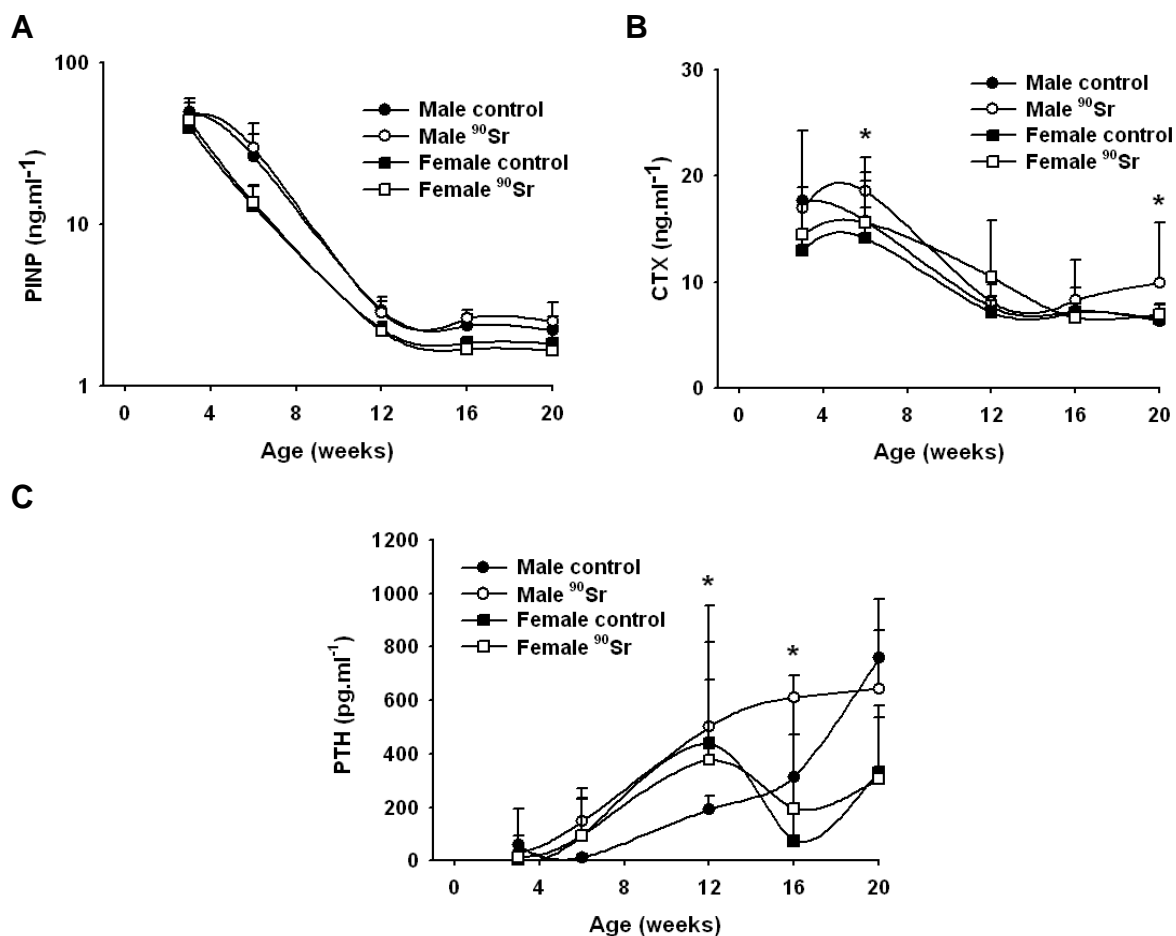 A
PINP (ng.ml⁻¹)
100
10
1
0 4 8 12 16 20
Age (weeks)
Male control
Male ⁹⁰Sr
Female control
Female ⁹⁰Sr
B
CTX (ng.ml⁻¹)
30
20
10
0
0 4 8 12 16 20
Age (weeks)
Male control
Male ⁹⁰Sr
Female control
Female ⁹⁰Sr
*
*
C
PTH (pg.ml⁻¹)
1200
1000
800
600
400
200
0
0 4 8 12 16 20
Age (weeks)
Male control
Male ⁹⁰Sr
Female control
Female ⁹⁰Sr
*
*